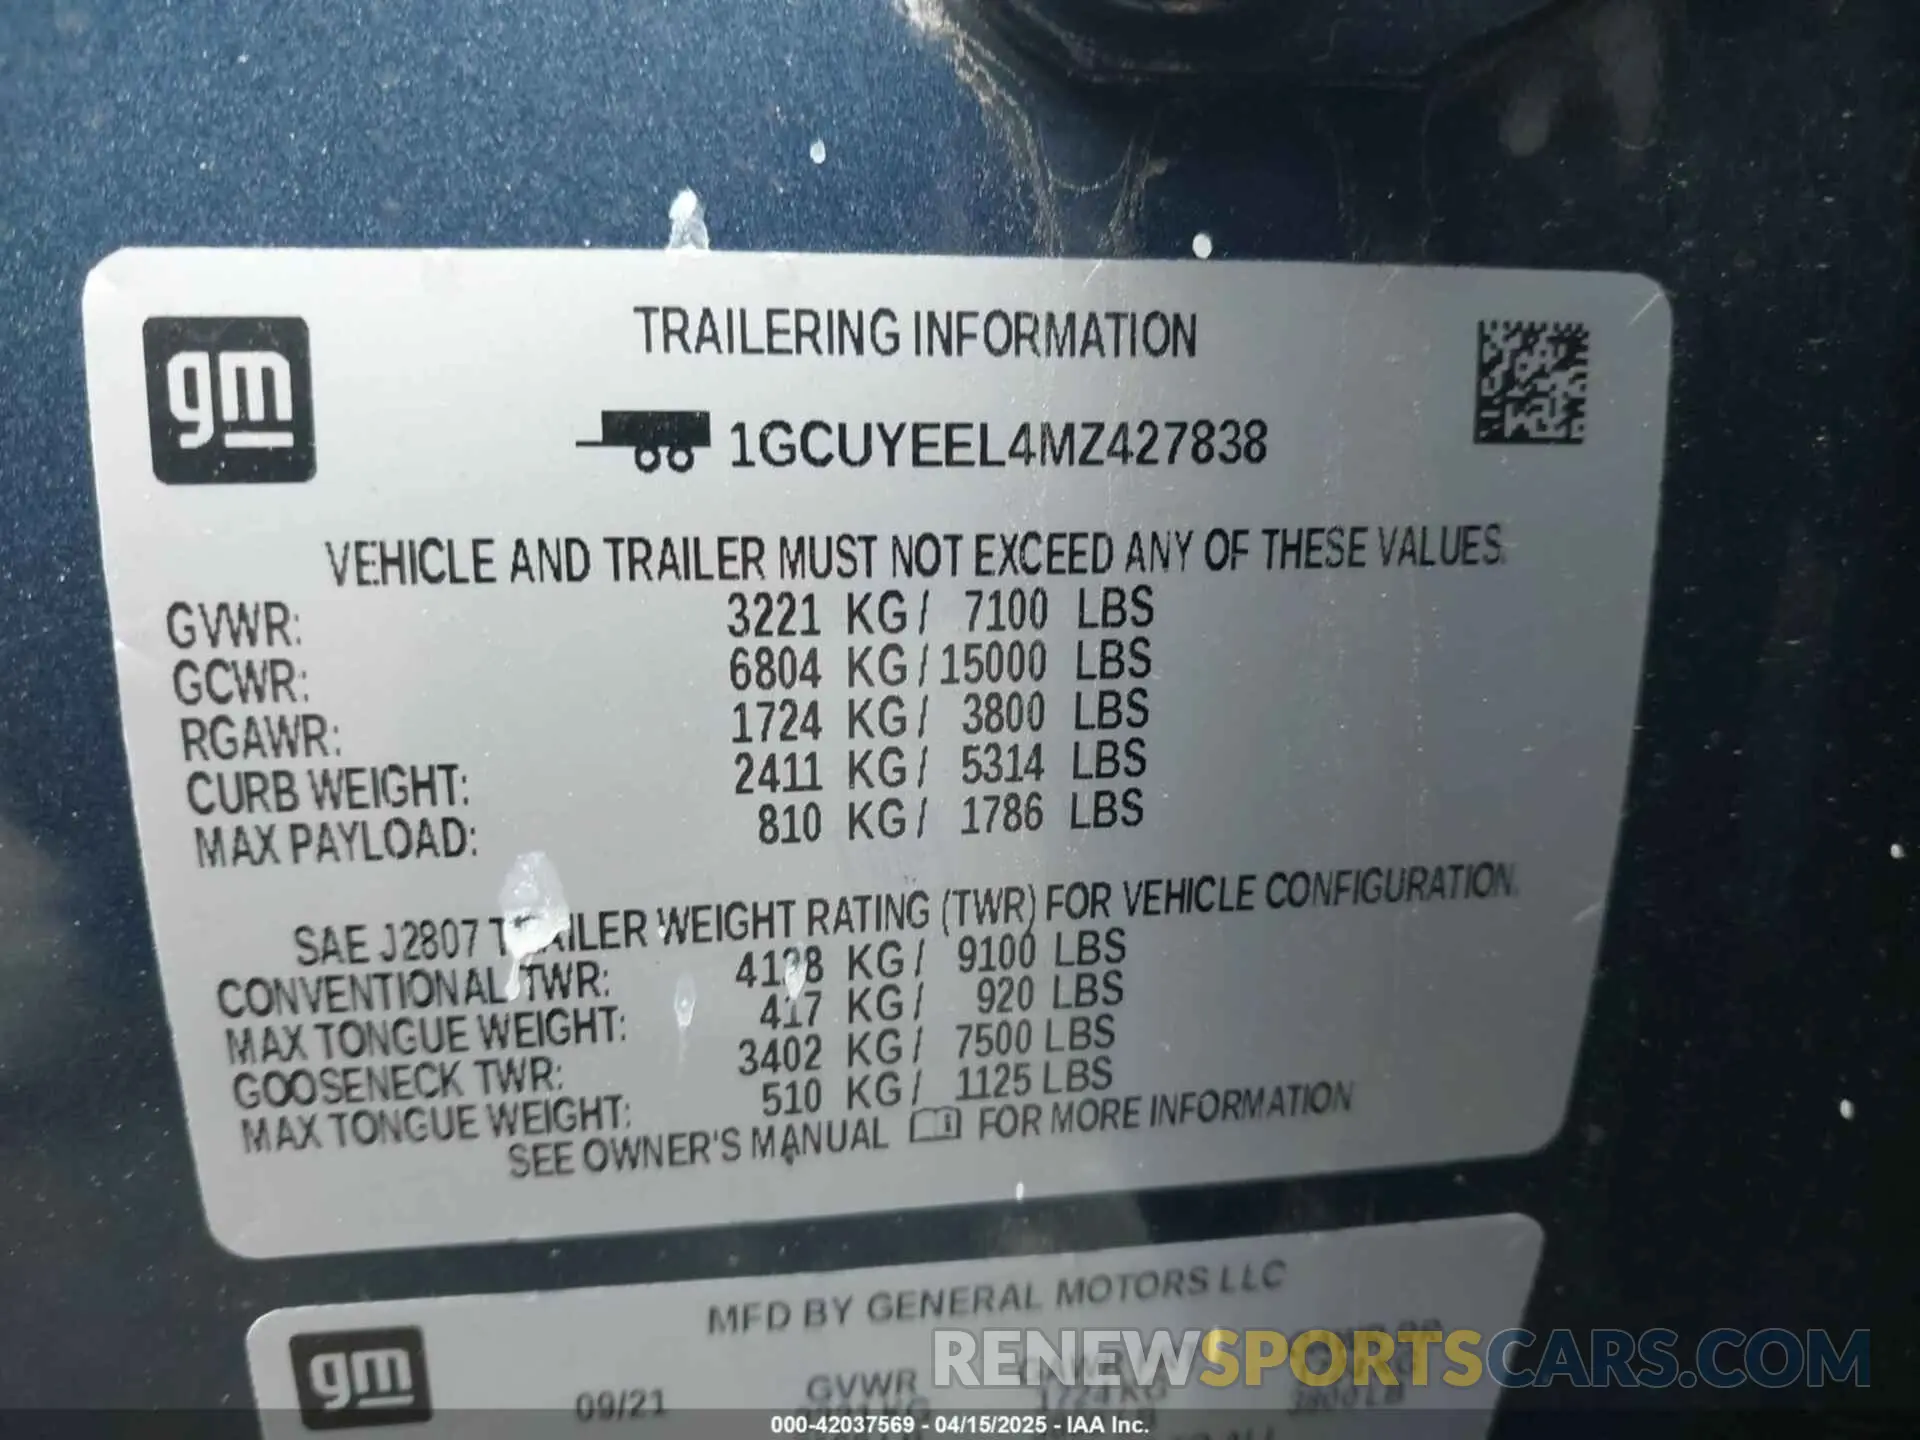 gm
TRAILERING INFORMATION
1GCUYEEL4MZ427838
VEHICLE AND TRAILER MUST NOT EXCEED ANY OF THESE VALUES.
GVWR: 3221 KG/ 7100 LBS
GCWR: 6804 KG/15000 LBS
RGAWR: 1724 KG/ 3800 LBS
CURB WEIGHT: 2411 KG/ 5314 LBS
MAX PAYLOAD: 810 KG/ 1786 LBS
SAE J2807 TRAILER WEIGHT RATING (TWR) FOR VEHICLE CONFIGURATION.
CONVENTIONAL TWR: KG/ 9100 LBS
MAX TONGUE WEIGHT: 417 KG/ 920 LBS
GOOSENECK TWR: 3402 KG/ 7500 LBS
MAX TONGUE WEIGHT: 510 KG/ 1125 LBS
SEE OWNER'S MANUAL FOR MORE INFORMATION
MFD BY GENERAL MOTORS LLC
gm
09/21 GVWR
1724 KG 3800 LB
RENEWSPORTSCARS.COM
000-42037569 - 04/15/2025 - IAA Inc.